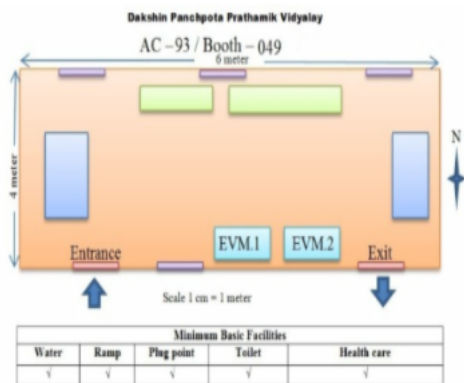 Dakshin Panchpota Prathamik Vidyalay
AC – 93 / Booth – 049
6 meter
4 meter
N
EVM.1 EVM.2
Entrance Exit
Scale 1 cm = 1 meter
Minimum Basic Facilities
Water Ramp Plug point Toilet Health care
√ √ √ √ √